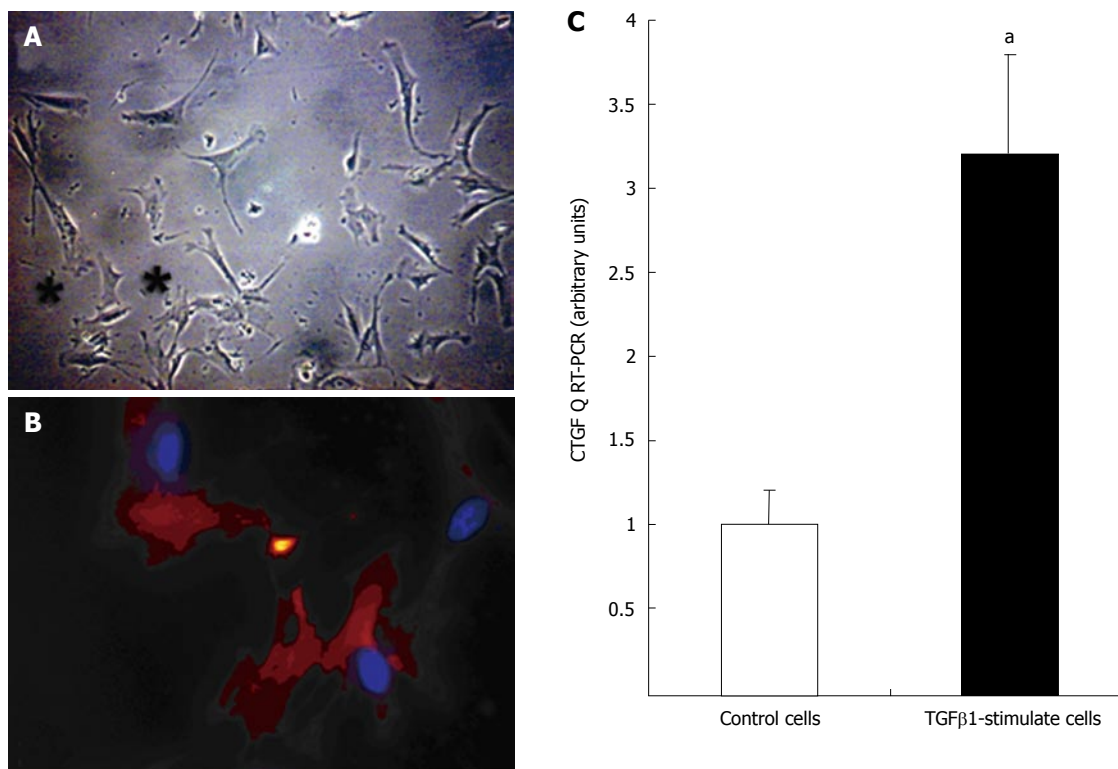 A
B
C
CTGF Q RT-PCR (arbitrary units)
4
3.5
3
2.5
2
1.5
1
0.5
a
Control cells
TGFβ1-stimulate cells